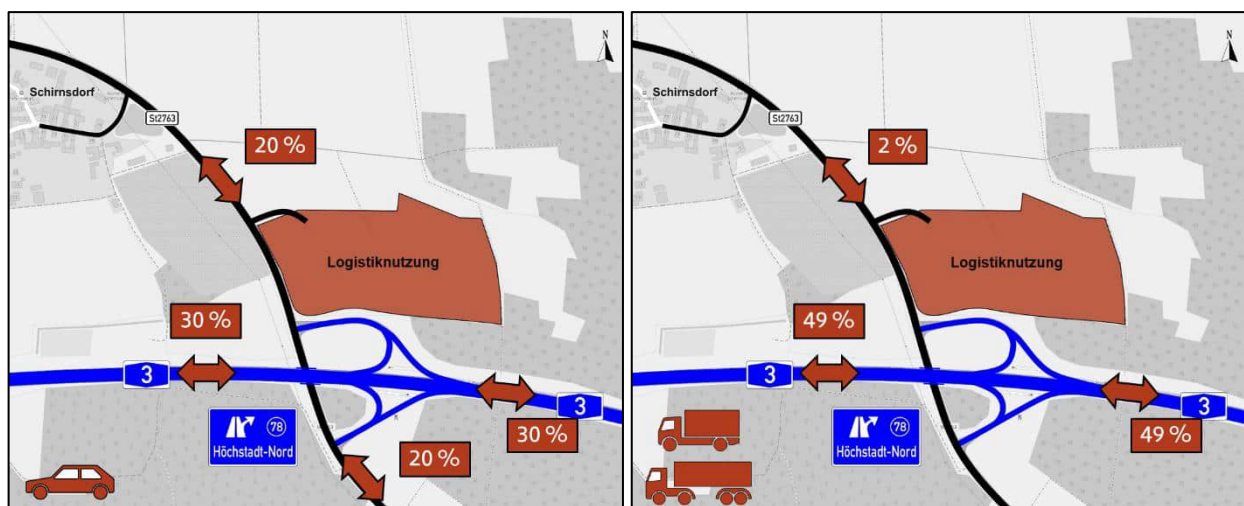 N
Schirnsdorf
St2763
20 %
Logistiknutzung
30 %
3
78
Höchstadt-Nord
3
30 %
20 %
N
Schirnsdorf
St2763
2 %
Logistiknutzung
49 %
3
78
Höchstadt-Nord
3
49 %